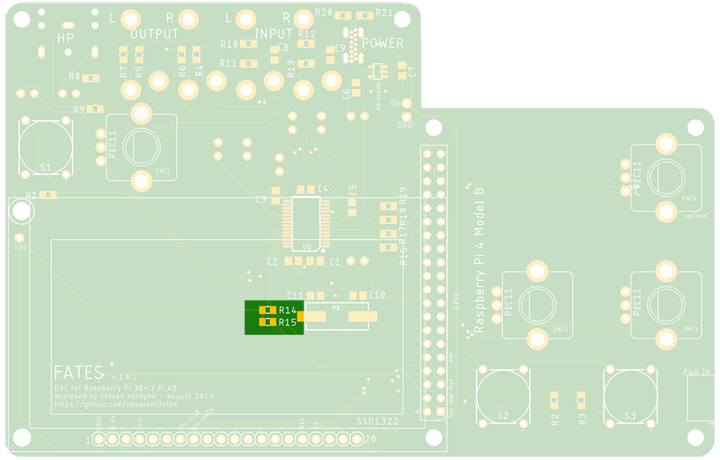 L R L R
R20 R21
HP OUTPUT INPUT POWER
R10 R12
C8 C9
R7 R5 R6 R4
R11 R13
R8 C6 C7
R9 5V
GND
PEC11
ENC1
S1
R1
PEC11
ENC4
optional
C3 C4 C5
R19
R18
R17
R16
U1
3.3V
C2 C1
Raspberry Pi 4 Model B
GPIO
C11 C10
Y1
R14
R15
PEC11
ENC2
PEC11
ENC3
FATES v 1.8.1
DAC for Raspberry Pi 3B+ / Pi 4B
designed by steven noreyko - august 2019
https://github.com/okyeron/fates
PWR IN
S2 R2 R3 S3
SSD1322
1 20
GND